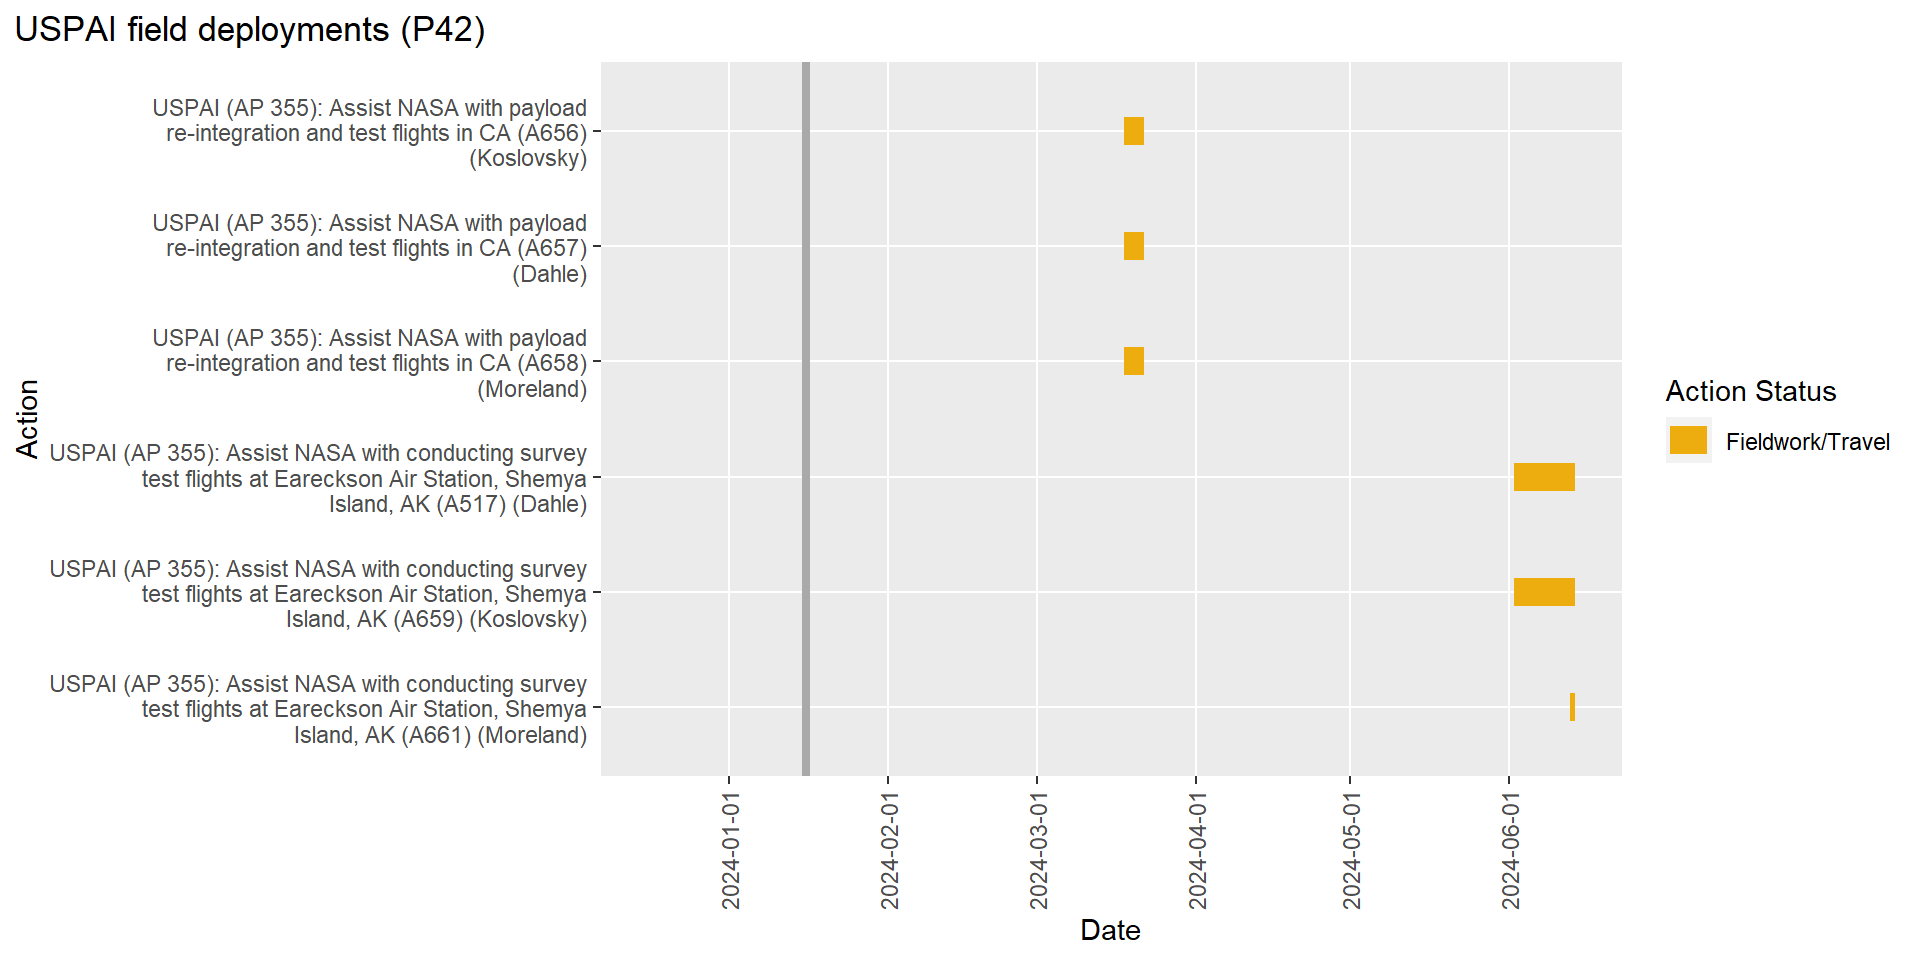 USPAI field deployments (P42)
USPAI (AP 355): Assist NASA with payload
re-integration and test flights in CA (A656)
(Koslovsky)
USPAI (AP 355): Assist NASA with payload
re-integration and test flights in CA (A657)
(Dahle)
USPAI (AP 355): Assist NASA with payload
re-integration and test flights in CA (A658)
(Moreland)
USPAI (AP 355): Assist NASA with conducting survey
test flights at Eareckson Air Station, Shemya
Island, AK (A517) (Dahle)
USPAI (AP 355): Assist NASA with conducting survey
test flights at Eareckson Air Station, Shemya
Island, AK (A659) (Koslovsky)
USPAI (AP 355): Assist NASA with conducting survey
test flights at Eareckson Air Station, Shemya
Island, AK (A661) (Moreland)
Action
2024-01-01
2024-02-01
2024-03-01
2024-04-01
2024-05-01
2024-06-01
Date
Action Status
Fieldwork/Travel